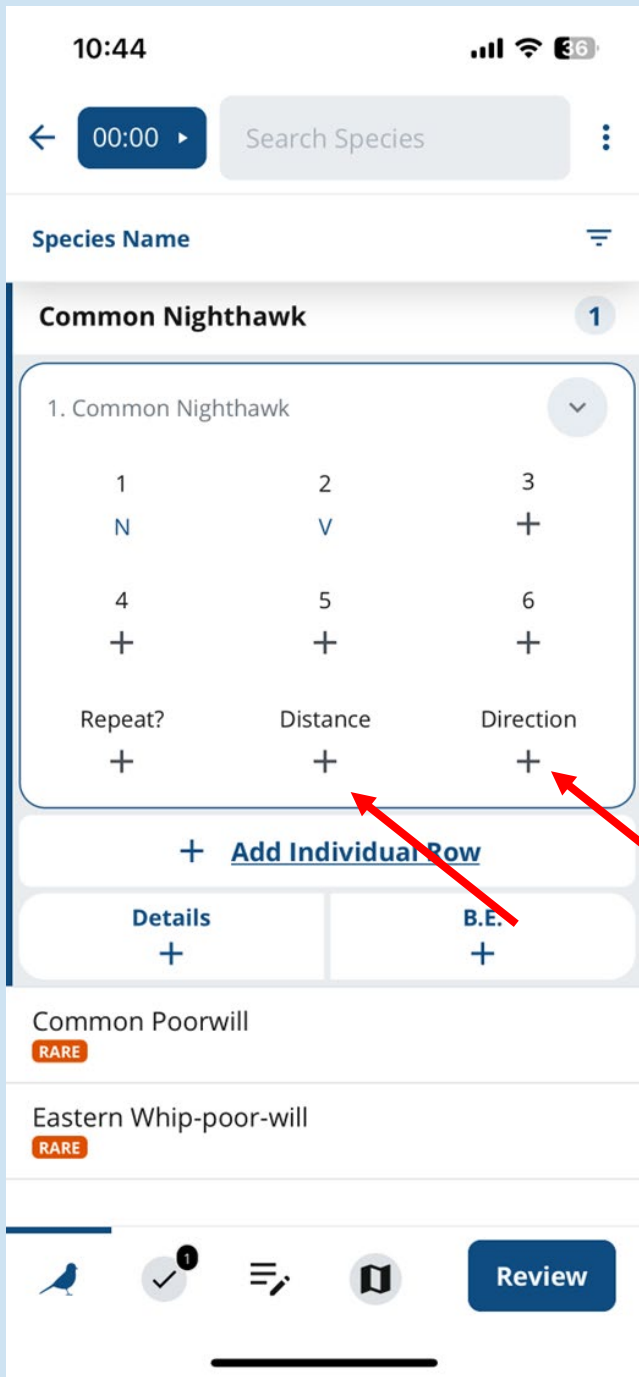 10:44 36
00:00 Search Species
Species Name
Common Nighthawk 1
1. Common Nighthawk
1 2 3
N V +
4 5 6
+ + +
Repeat? Distance Direction
+ + +
+ Add Individual Row
Details B.E.
+ +
Common Poorwill
RARE
Eastern Whip-poor-will
RARE
1
Review